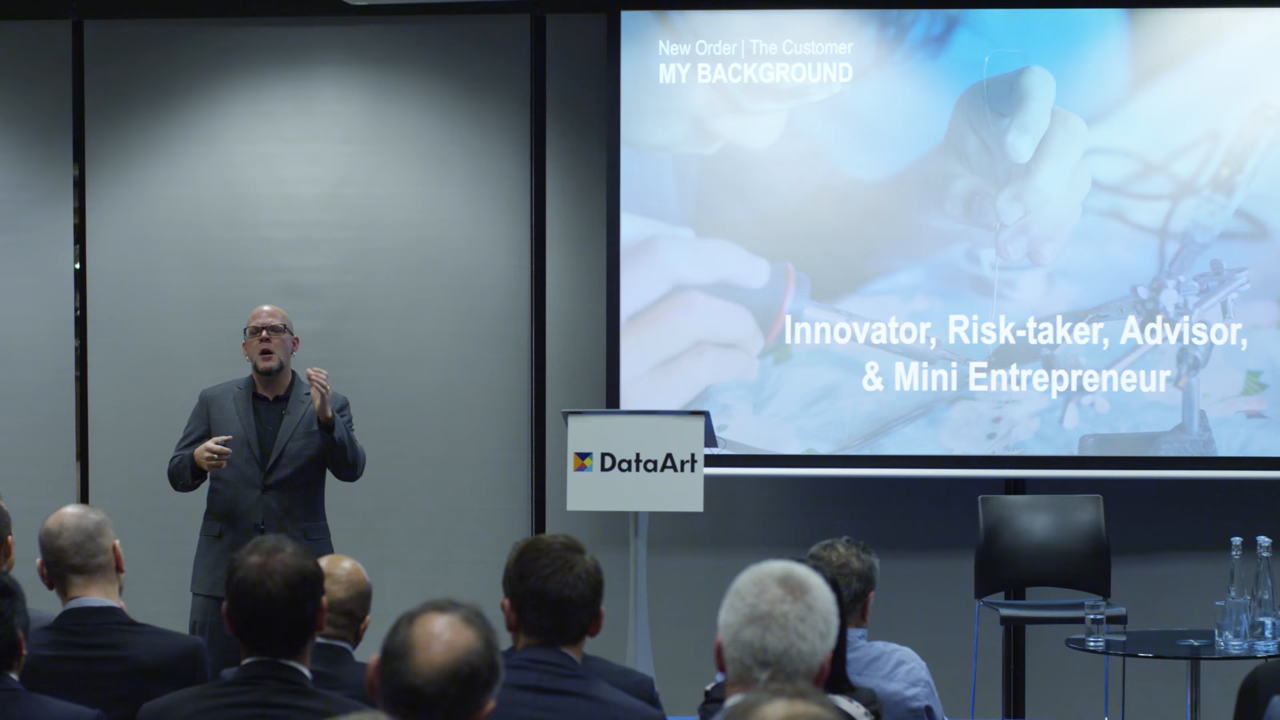 New Order | The Customer
MY BACKGROUND
Innovator, Risk-taker, Advisor,
& Mini Entrepreneur
DataArt